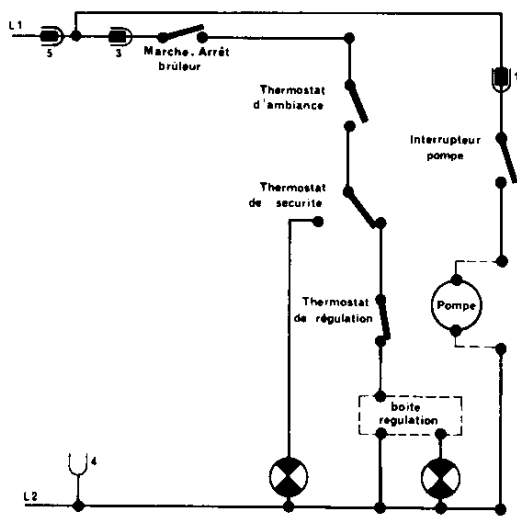 L1
5
3
Marche. Arrêt
brûleur
1
Thermostat
d'ambiance
Interrupteur
pompe
Thermostat
de securite
Thermostat
de régulation
Pompe
boite
regulation
4
L2